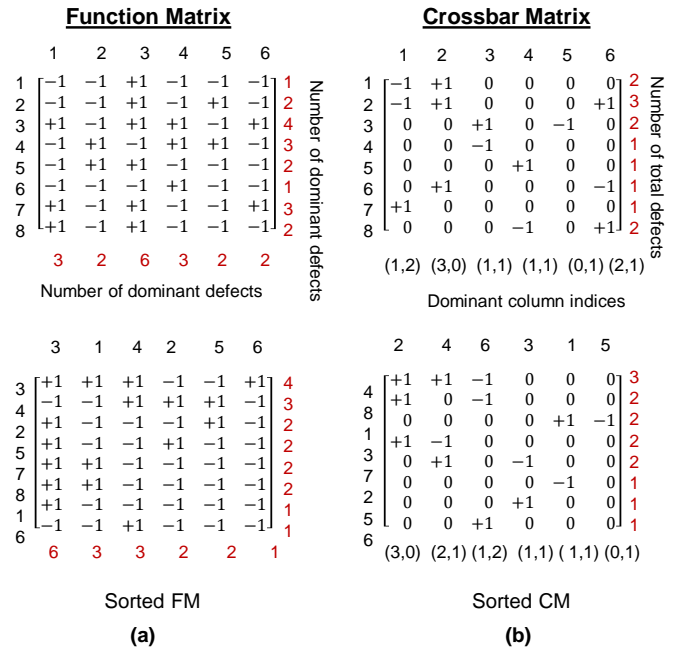 Function Matrix
1 2 3 4 5 6
1 −1 −1 +1 −1 −1 −1 1
2 −1 −1 +1 −1 +1 −1 2
3 +1 −1 +1 +1 −1 +1 4
4 −1 +1 −1 +1 +1 −1 3
5 −1 +1 +1 −1 −1 −1 2
6 −1 −1 −1 +1 −1 −1 1
7 +1 −1 +1 −1 −1 +1 3
8 +1 −1 +1 −1 −1 −1 2
Number of dominant defects
3 2 6 3 2 2
Number of dominant defects
3 1 4 2 5 6
3 +1 +1 +1 −1 −1 +1 4
4 −1 −1 +1 +1 +1 −1 3
2 +1 −1 −1 −1 +1 −1 2
5 +1 −1 −1 +1 −1 −1 2
7 +1 +1 −1 −1 −1 −1 2
8 +1 +1 −1 −1 −1 −1 2
1 +1 −1 −1 −1 −1 −1 1
6 −1 −1 +1 −1 −1 −1 1
6 3 3 2 2 1
Sorted FM
(a)
Crossbar Matrix
1 2 3 4 5 6
1 −1 +1 0 0 0 0 2
2 −1 +1 0 0 0 +1 3
3 0 0 +1 0 −1 0 2
4 0 0 −1 0 0 0 1
5 0 0 0 +1 0 0 1
6 0 +1 0 0 0 −1 1
7 +1 0 0 0 0 0 1
8 0 0 0 −1 0 +1 2
Number of total defects
(1,2) (3,0) (1,1) (1,1) (0,1) (2,1)
Dominant column indices
2 4 6 3 1 5
4 +1 +1 −1 0 0 0 3
8 +1 0 −1 0 0 0 2
1 0 0 0 0 +1 −1 2
3 +1 −1 0 0 0 0 2
7 0 +1 0 −1 0 0 2
2 0 0 0 0 −1 0 1
5 0 0 0 +1 0 0 1
6 0 0 +1 0 0 0 1
(3,0) (2,1) (1,2) (1,1) ( 1,1) (0,1)
Sorted CM
(b)